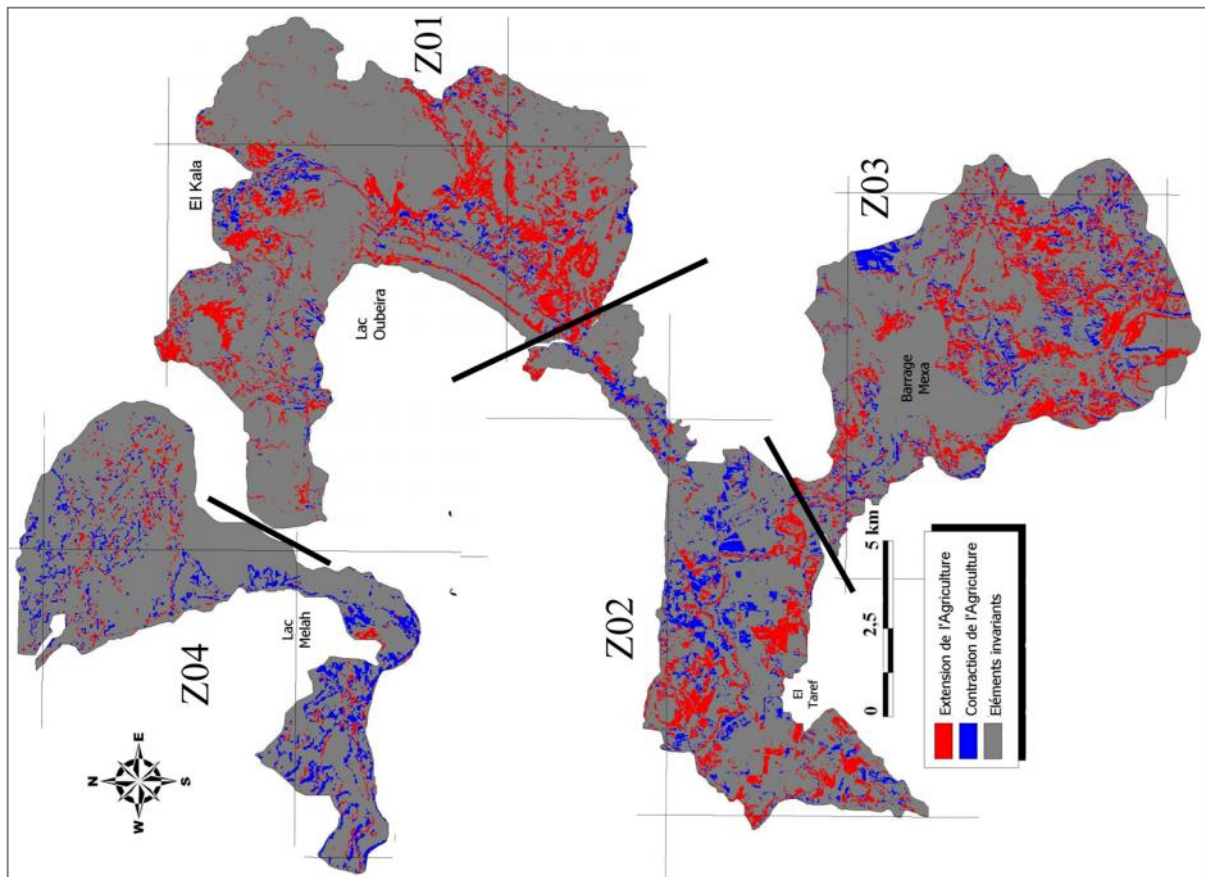 Z01
El Kala
Lac
Oubeira
Z03
Barrage
Mexa
Lac
Melah
Z04
Z02
El
Taref
N
E
S
W
0
2,5
5 km
Extension de l'Agriculture
Contraction de l'Agriculture
Eléments invariants